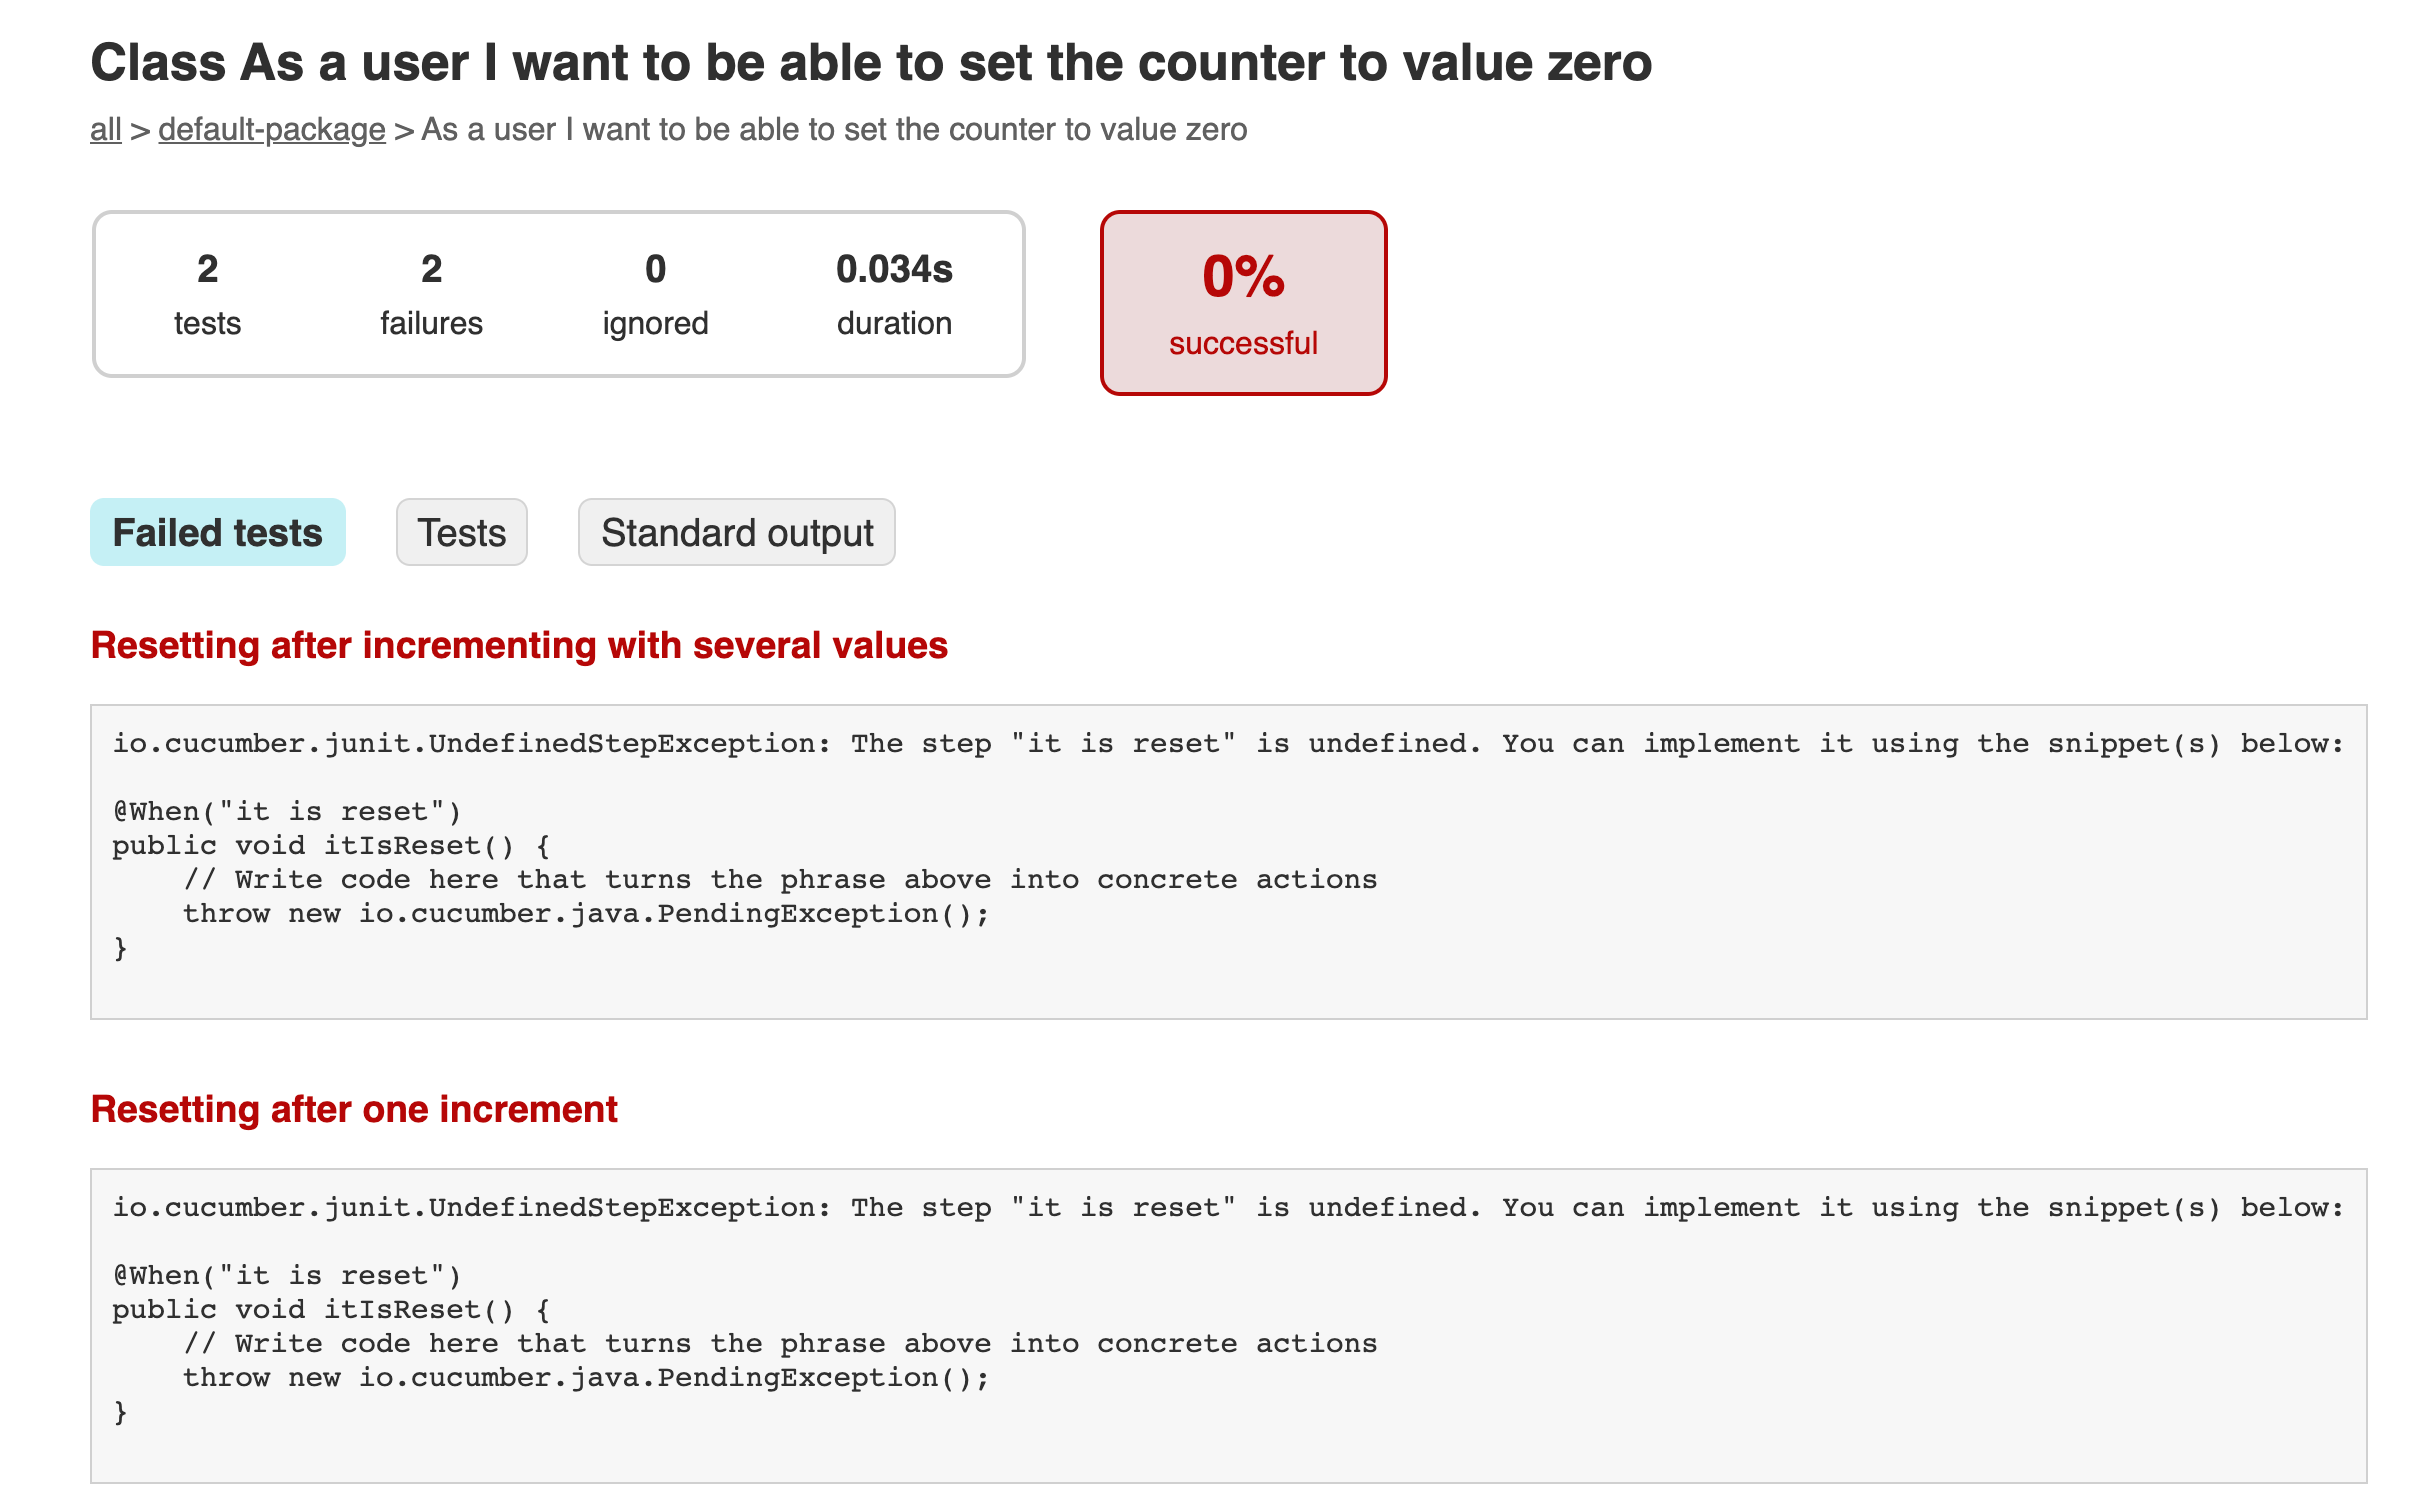 Class As a user I want to be able to set the counter to value zero
all > default-package > As a user I want to be able to set the counter to value zero
2 2 0 0.034s
tests failures ignored duration
0%
successful
Failed tests Tests Standard output
Resetting after incrementing with several values
io.cucumber.junit.UndefinedStepException: The step "it is reset" is undefined. You can implement it using the snippet(s) below:
@When("it is reset")
public void itIsReset() {
    // Write code here that turns the phrase above into concrete actions
    throw new io.cucumber.java.PendingException();
}
Resetting after one increment
io.cucumber.junit.UndefinedStepException: The step "it is reset" is undefined. You can implement it using the snippet(s) below:
@When("it is reset")
public void itIsReset() {
    // Write code here that turns the phrase above into concrete actions
    throw new io.cucumber.java.PendingException();
}